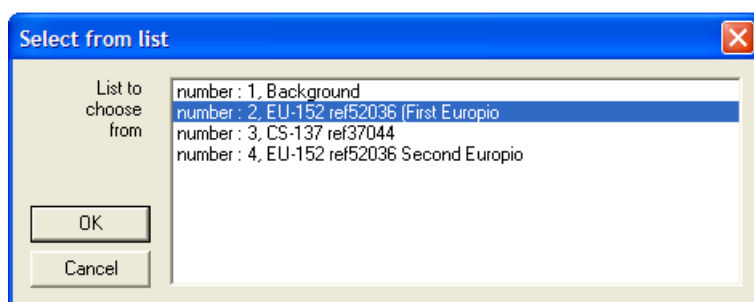 Select from list
List to
choose
from
number : 1, Background
number : 2, EU-152 ref52036 (First Europio
number : 3, CS-137 ref37044
number : 4, EU-152 ref52036 Second Europio
OK
Cancel